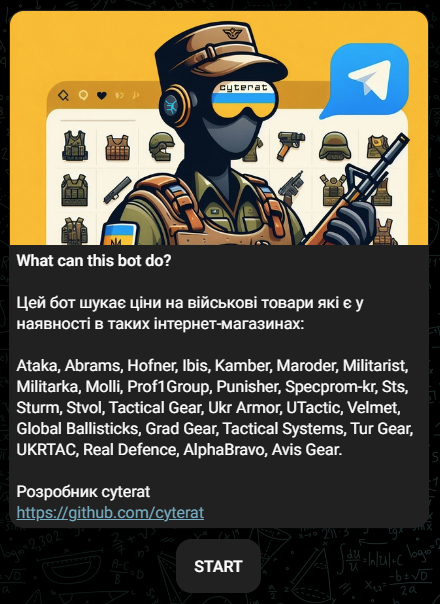 cyterat
What can this bot do?
Цей бот шукає ціни на військові товари які є у
наявності в таких інтернет-магазинах:
Ataka, Abrams, Hofner, Ibis, Kamber, Maroder, Militarist,
Militarka, Molli, Prof1Group, Punisher, Specprom-kr, Sts,
Sturm, Stvol, Tactical Gear, Ukr Armor, UTactic, Velmet,
Global Ballisticks, Grad Gear, Tactical Systems, Tur Gear,
UKRTAC, Real Defence, AlphaBravo, Avis Gear.
Розробник cyterat
https://github.com/cyterat
START